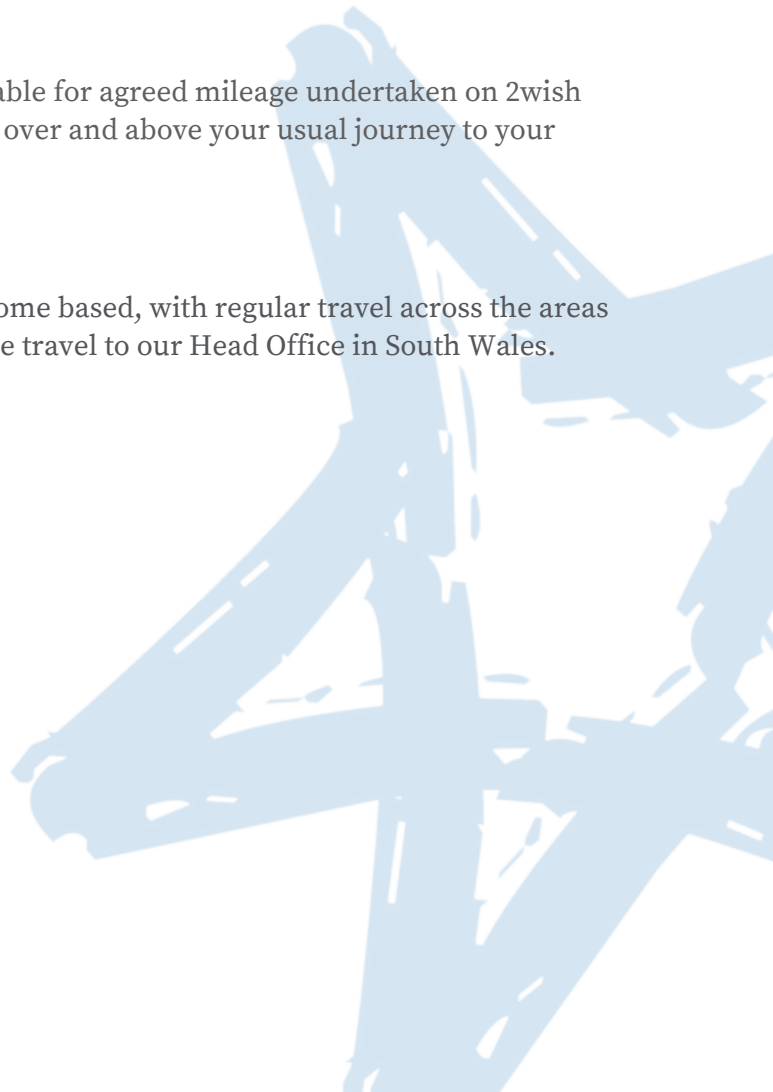 able for agreed mileage undertaken on 2wish
over and above your usual journey to your
ome based, with regular travel across the areas
e travel to our Head Office in South Wales.